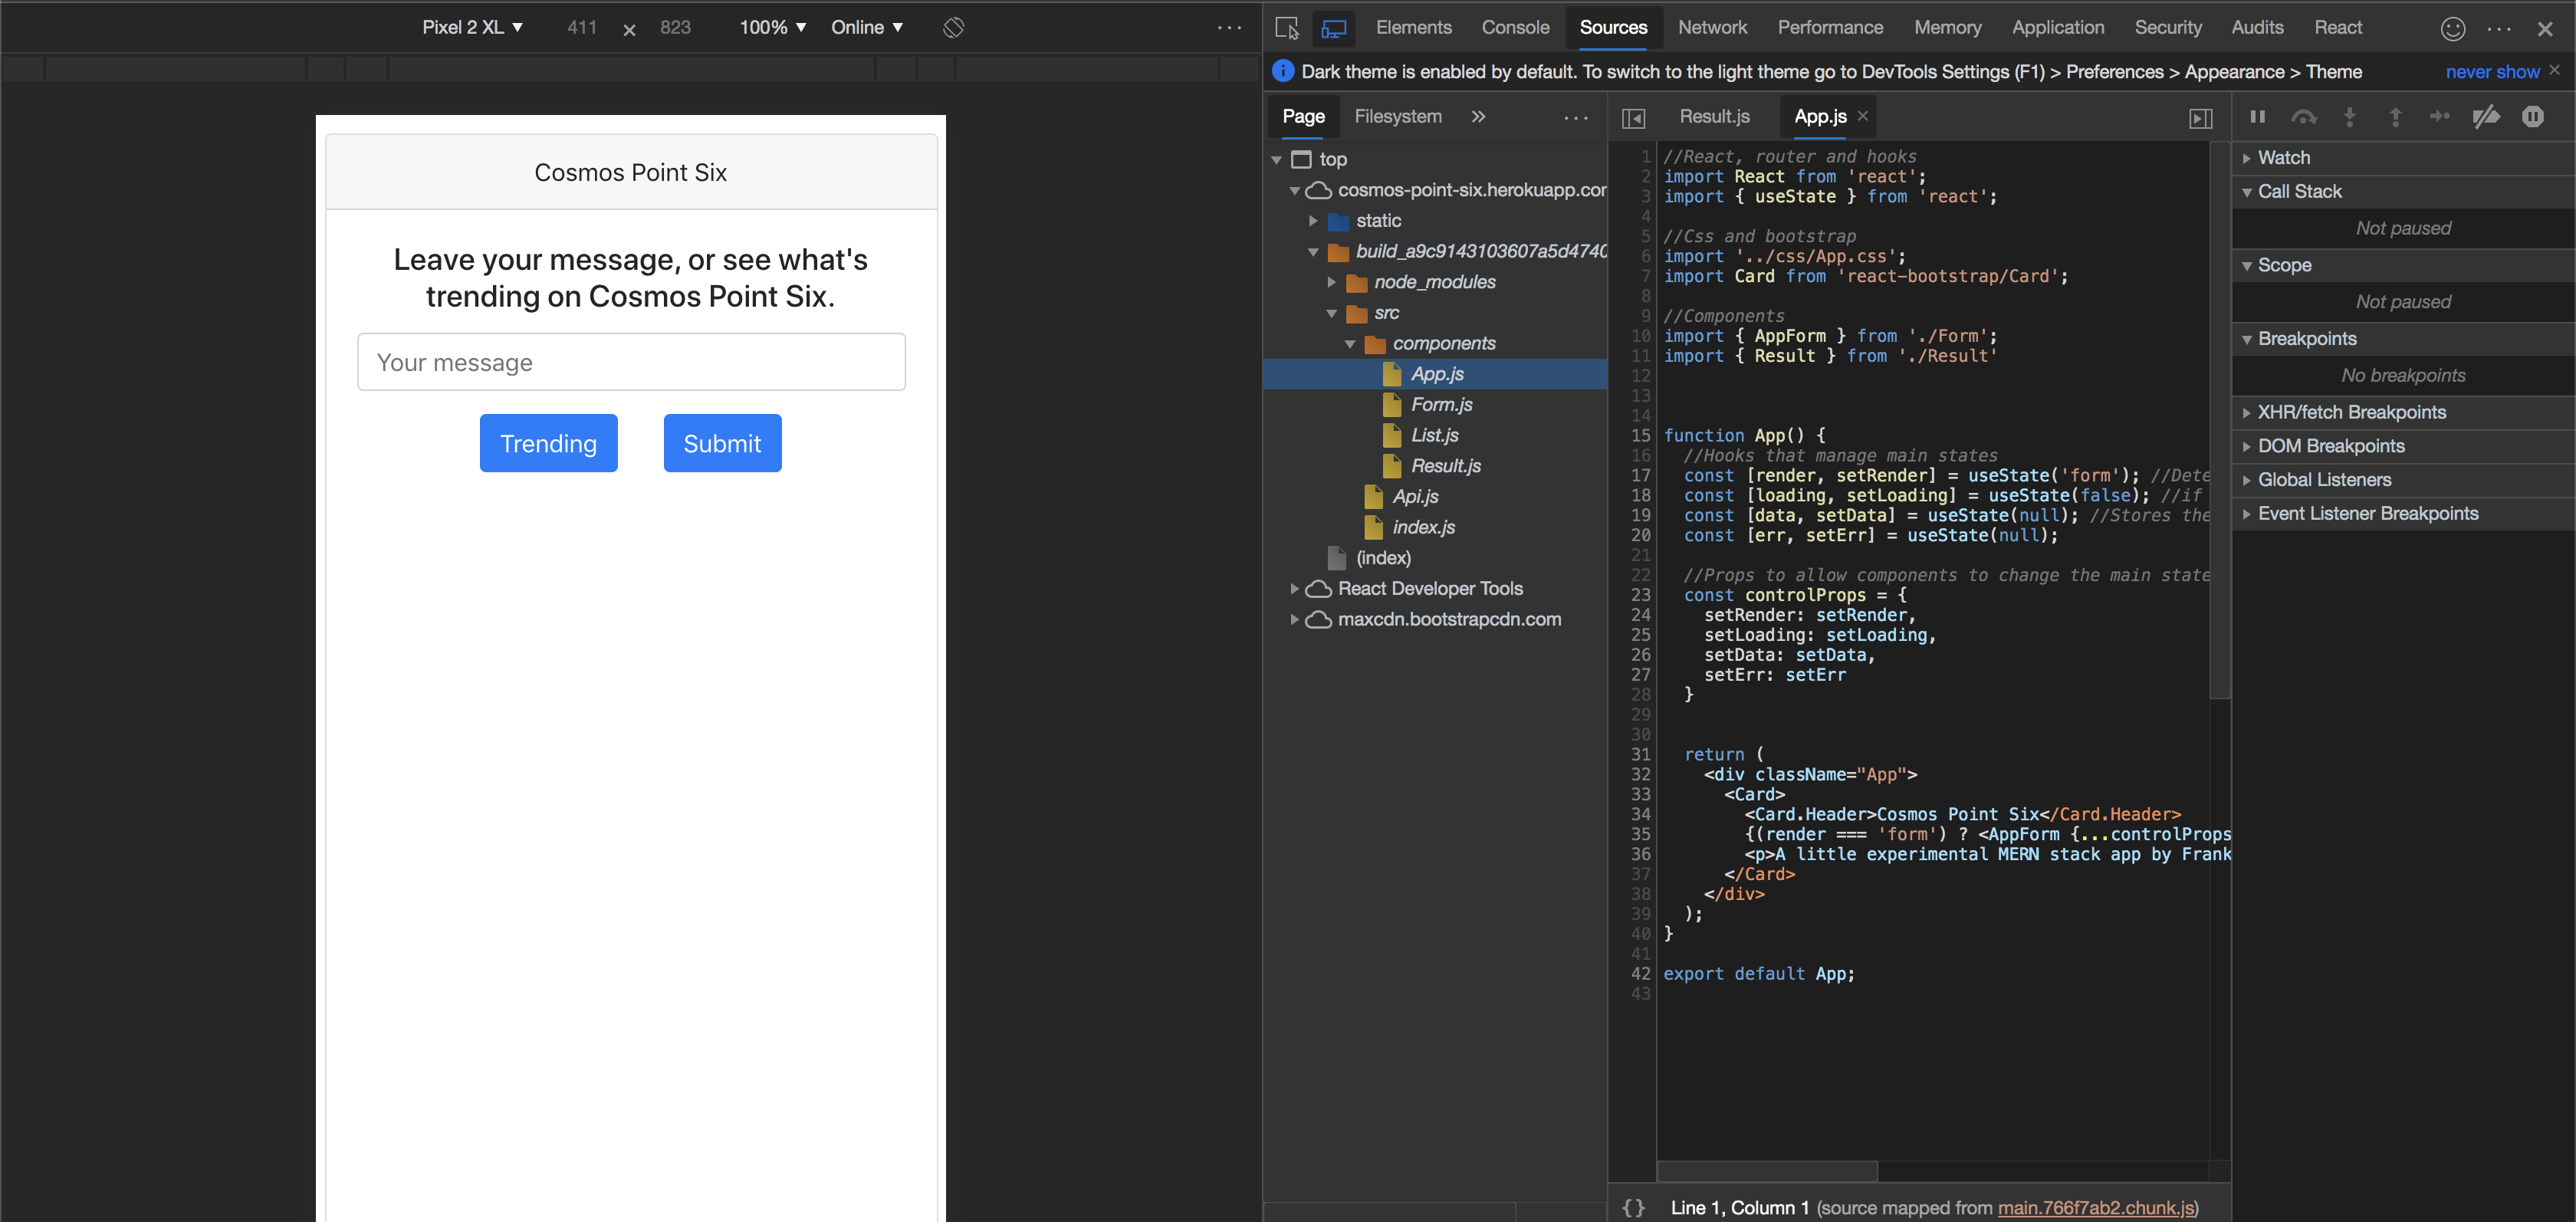 Pixel 2 XL ▼ 411 × 823 100% ▼ Online ▼
Cosmos Point Six
Leave your message, or see what's
trending on Cosmos Point Six.
Your message
Trending Submit
Elements Console Sources Network Performance Memory Application Security Audits React
Dark theme is enabled by default. To switch to the light theme go to DevTools Settings (F1) > Preferences > Appearance > Theme never show
Page Filesystem »
top
cosmos-point-six.herokuapp.cor
static
build_a9c9143103607a5d4740
node_modules
src
components
App.js
Form.js
List.js
Result.js
Api.js
index.js
(index)
React Developer Tools
maxcdn.bootstrapcdn.com
Result.js App.js
1 //React, router and hooks
2 import React from 'react';
3 import { useState } from 'react';
4
5 //Css and bootstrap
6 import '../css/App.css';
7 import Card from 'react-bootstrap/Card';
8
9 //Components
10 import { AppForm } from './Form';
11 import { Result } from './Result'
12
13
14
15 function App() {
16 //Hooks that manage main states
17 const [render, setRender] = useState('form'); //Dete
18 const [loading, setLoading] = useState(false); //if
19 const [data, setData] = useState(null); //Stores the
20 const [err, setErr] = useState(null);
21
22 //Props to allow components to change the main state
23 const controlProps = {
24 setRender: setRender,
25 setLoading: setLoading,
26 setData: setData,
27 setErr: setErr
28 }
29
30
31 return (
32 <div className="App">
33 <Card>
34 <Card.Header>Cosmos Point Six</Card.Header>
35 {(render === 'form') ? <AppForm {...controlProps
36 <p>A little experimental MERN stack app by Frank
37 </Card>
38 </div>
39 );
40 }
41
42 export default App;
43
{ } Line 1, Column 1 (source mapped from main.766f7ab2.chunk.js)
Watch
Call Stack
Not paused
Scope
Not paused
Breakpoints
No breakpoints
XHR/fetch Breakpoints
DOM Breakpoints
Global Listeners
Event Listener Breakpoints